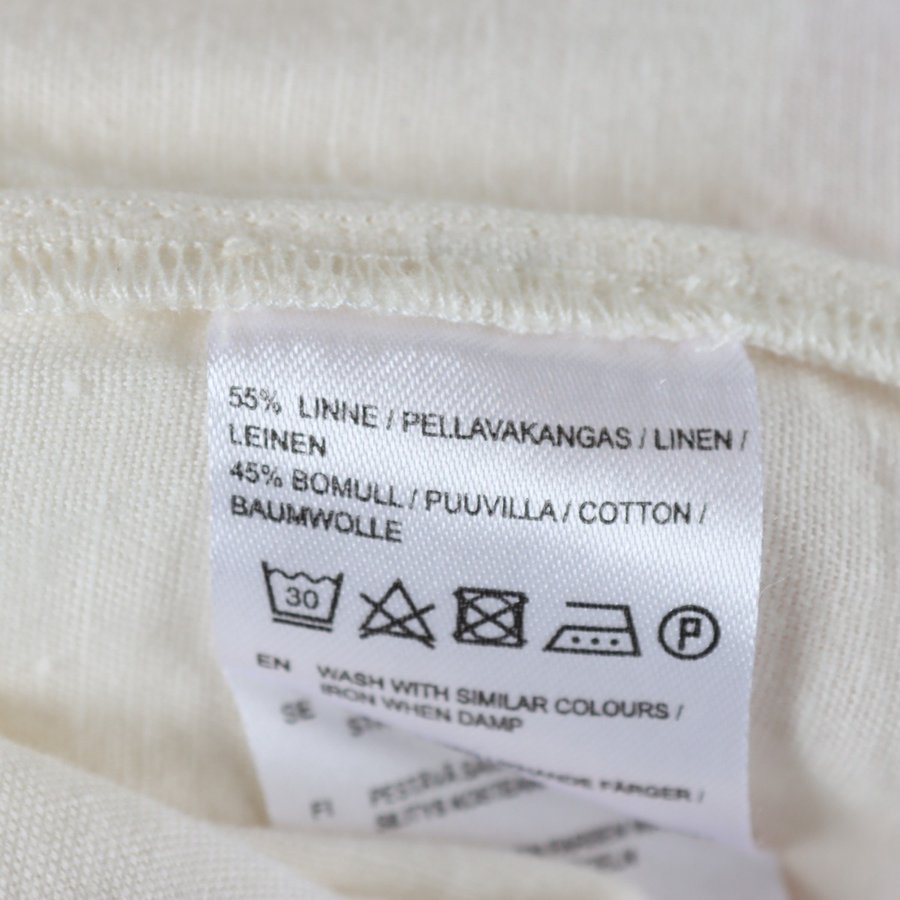 55% LINNE / PELLAVAKANGAS / LINEN /
LEINEN
45% BOMULL / PUUVILLA / COTTON /
BAUMWOLLE
30 P
EN WASH WITH SIMILAR COLOURS /
IRON WHEN DAMP
SE
FÄRGER /
FI